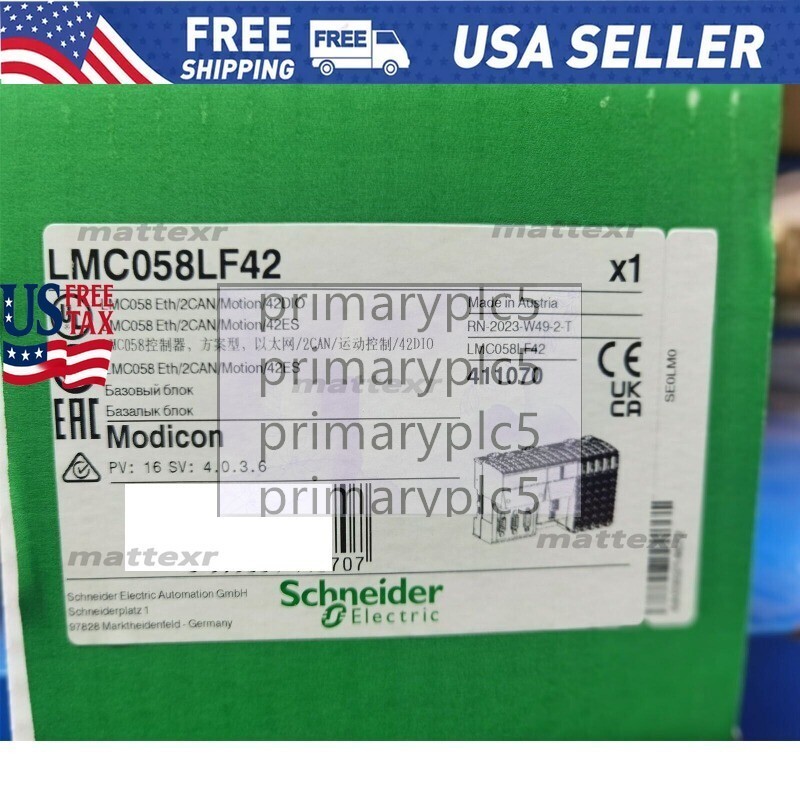 FREE SHIPPING
FREE
USA SELLER
mattexr
mattexr
LMC058LF42
x1
US FREE TAX
LMC058 Eth/2CAN/Motion/42DIO
Made in Austria
primaryplc5
LMC058 Eth/2CAN/Motion/42ES
RN-2023-W49-2-T
primaryplc5
LMC058控制器、方案型，以太网/2CAN/运动控制/42DIO
LMC058LF42
LMC058 Eth/2CAN/Motion/42ES
mattexr
411070
CE
UK CA
SE0LM0
Базовый блок
primaryplc5
Базалық блок
EAC
Modicon
primaryplc5
PV: 16 SV: 4.0.3.6
primaryplc5
mattexr
mattexr
707
Schneider Electric Automation GmbH
Schneiderplatz 1
97828 Marktheidenfeld - Germany
Schneider
Electric